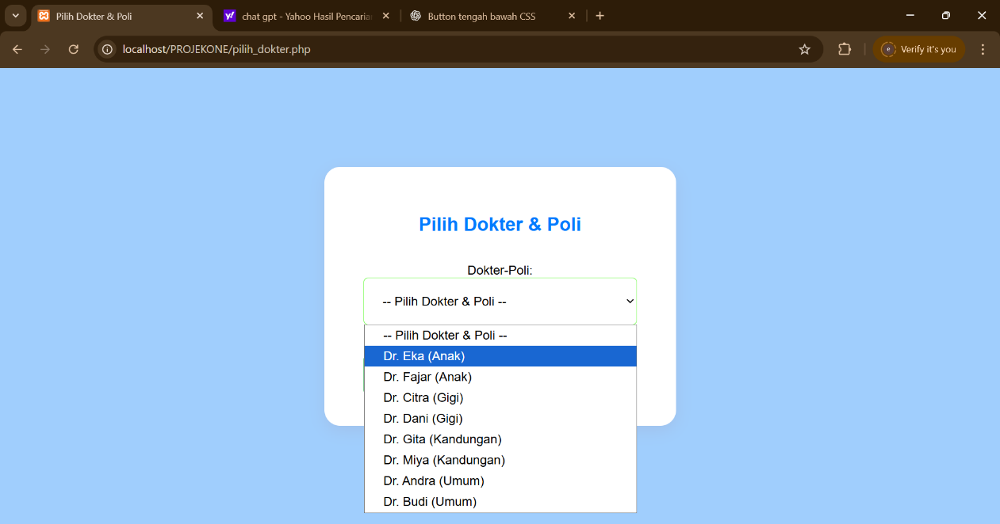 Pilih Dokter & Poli
chat gpt - Yahoo Hasil Pencaria
Button tengah bawah CSS
localhost/PROJEKONE/pilih_dokter.php
Verify it's you
Pilih Dokter & Poli
Dokter-Poli:
-- Pilih Dokter & Poli --
-- Pilih Dokter & Poli --
Dr. Eka (Anak)
Dr. Fajar (Anak)
Dr. Citra (Gigi)
Dr. Dani (Gigi)
Dr. Gita (Kandungan)
Dr. Miya (Kandungan)
Dr. Andra (Umum)
Dr. Budi (Umum)